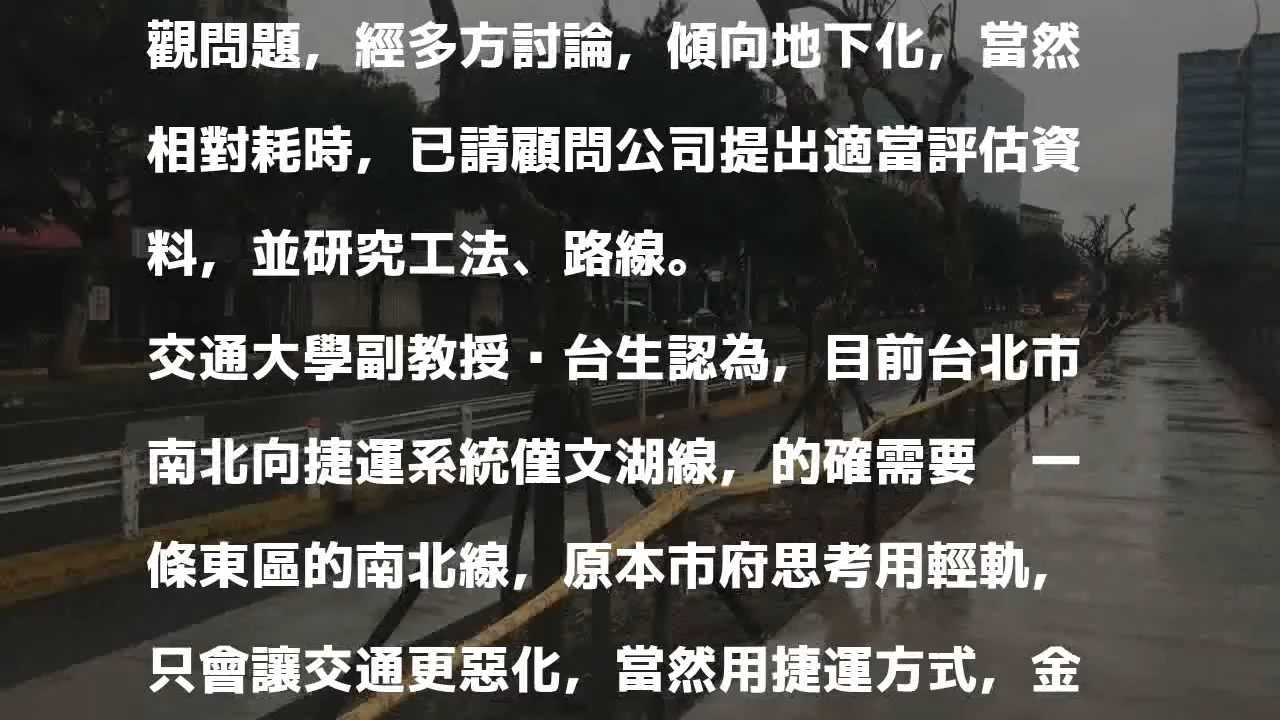 觀問題，經多方討論，傾向地下化，當然
相對耗時，已請顧問公司提出適當評估資
料，並研究工法、路線。
交通大學副教授·台生認為，目前台北市
南北向捷運系統僅文湖線，的確需要　一
條東區的南北線，原本市府思考用輕軌，
只會讓交通更惡化，當然用捷運方式，金